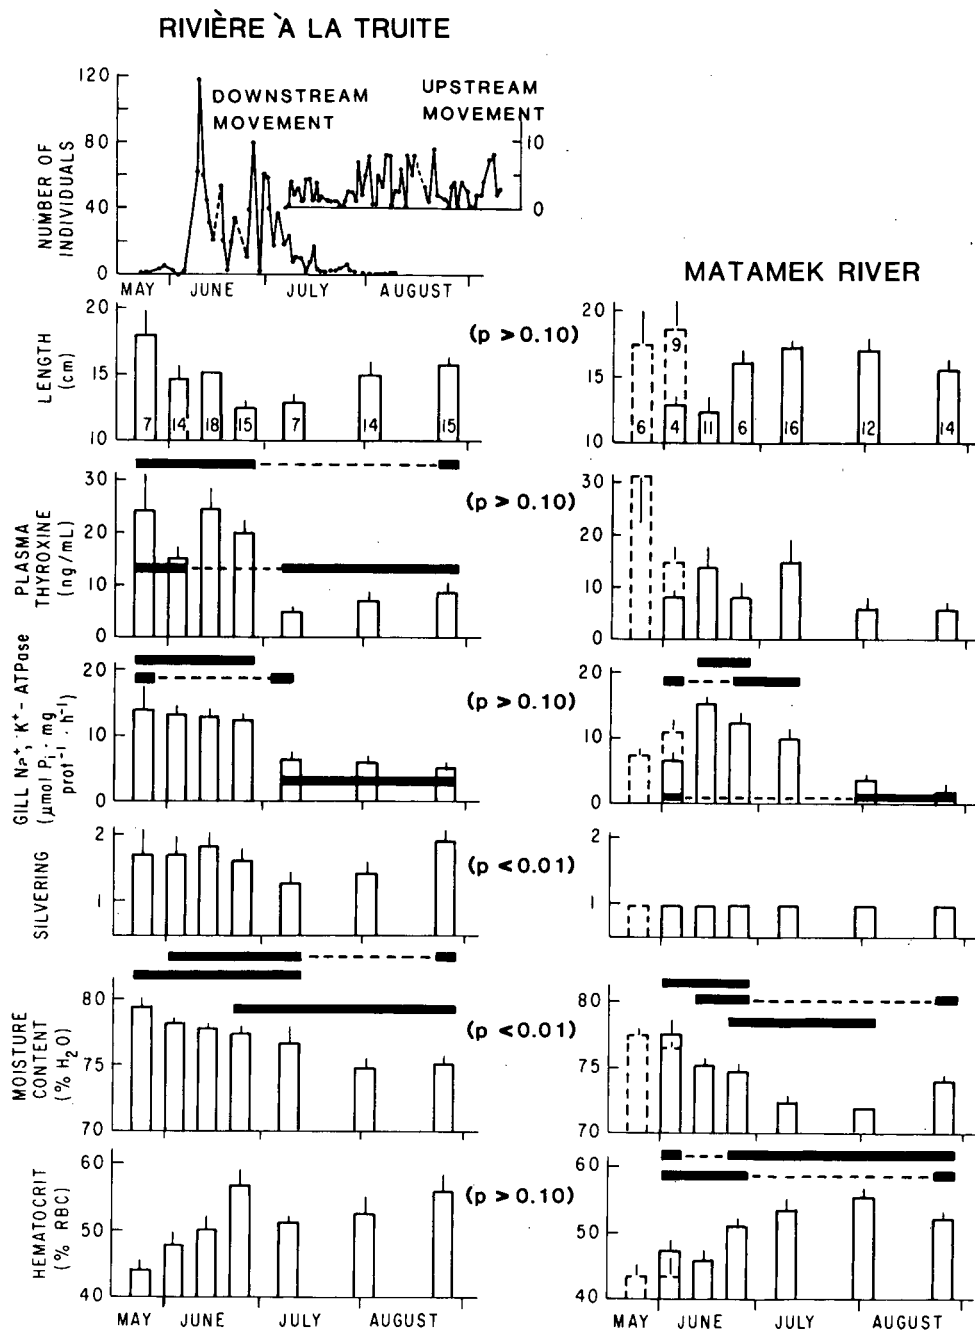 RIVIÈRE À LA TRUITE
120
80
40
0
NUMBER OF
INDIVIDUALS
DOWNSTREAM
MOVEMENT
UPSTREAM
MOVEMENT
10
5
0
MAY JUNE JULY AUGUST
MATAMEK RIVER
LENGTH
(cm)
20
15
10
7 14 18 15 7 14 15
(p > 0.10)
20
15
10
9
6 4 11 6 16 12 14
PLASMA
THYROXINE
(ng/mL)
30
20
10
0
(p > 0.10)
30
20
10
0
GILL Na+, K+ - ATPase
(μmol Pi · mg
prot⁻¹ · h⁻¹)
20
10
0
(p > 0.10)
20
10
0
SILVERING
2
1
(p < 0.01)
2
1
MOISTURE
CONTENT
(% H₂O)
80
75
70
(p < 0.01)
80
75
70
HEMATOCRIT
(% RBC)
60
50
40
(p > 0.10)
60
50
40
MAY JUNE JULY AUGUST
MAY JUNE JULY AUGUST